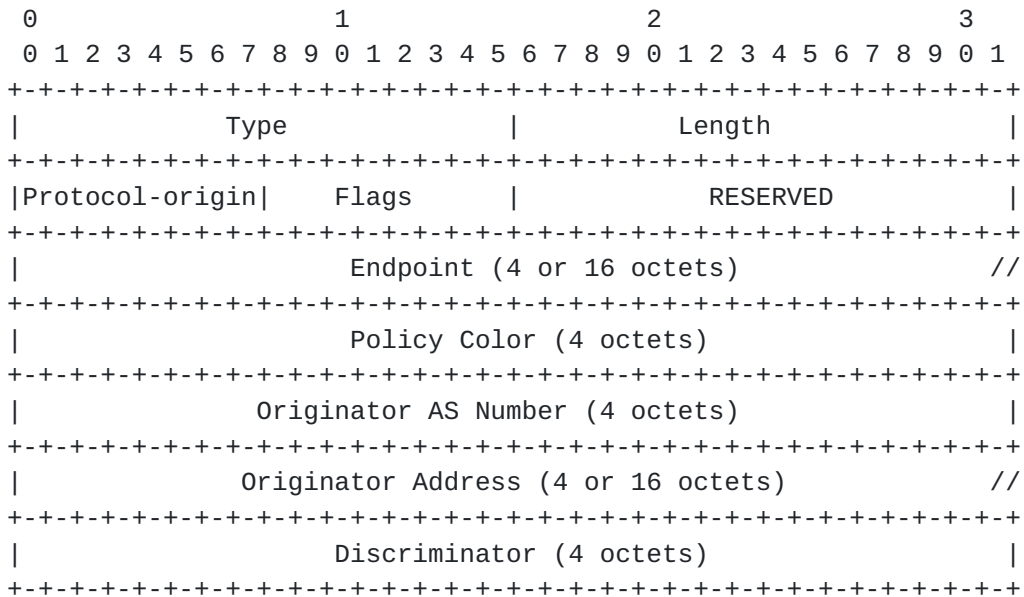 0                   1                   2                   3
 0 1 2 3 4 5 6 7 8 9 0 1 2 3 4 5 6 7 8 9 0 1 2 3 4 5 6 7 8 9 0 1
+-+-+-+-+-+-+-+-+-+-+-+-+-+-+-+-+-+-+-+-+-+-+-+-+-+-+-+-+-+-+-+-+
|             Type              |          Length               |
+-+-+-+-+-+-+-+-+-+-+-+-+-+-+-+-+-+-+-+-+-+-+-+-+-+-+-+-+-+-+-+-+
|Protocol-origin|    Flags      |            RESERVED           |
+-+-+-+-+-+-+-+-+-+-+-+-+-+-+-+-+-+-+-+-+-+-+-+-+-+-+-+-+-+-+-+-+
|                     Endpoint (4 or 16 octets)                //
+-+-+-+-+-+-+-+-+-+-+-+-+-+-+-+-+-+-+-+-+-+-+-+-+-+-+-+-+-+-+-+-+
|                     Policy Color (4 octets)                   |
+-+-+-+-+-+-+-+-+-+-+-+-+-+-+-+-+-+-+-+-+-+-+-+-+-+-+-+-+-+-+-+-+
|               Originator AS Number (4 octets)                 |
+-+-+-+-+-+-+-+-+-+-+-+-+-+-+-+-+-+-+-+-+-+-+-+-+-+-+-+-+-+-+-+-+
|              Originator Address (4 or 16 octets)             //
+-+-+-+-+-+-+-+-+-+-+-+-+-+-+-+-+-+-+-+-+-+-+-+-+-+-+-+-+-+-+-+-+
|                    Discriminator (4 octets)                   |
+-+-+-+-+-+-+-+-+-+-+-+-+-+-+-+-+-+-+-+-+-+-+-+-+-+-+-+-+-+-+-+-+